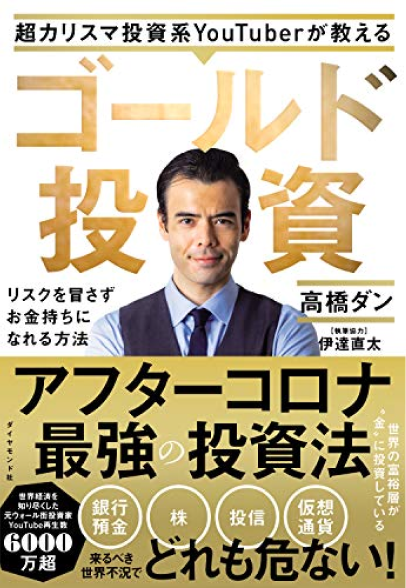 超カリスマ投資系YouTuberが教える
ゴールド
投資
リスクを冒さず
お金持ちに
なれる方法
高橋ダン
【執筆協力】
伊達直太
アフターコロナ
最強の投資法
世界の富裕層が
“金”に投資している
ダイヤモンド社
世界経済を
知り尽くした
元ウォール街投資家
YouTube再生数
6000
万超
銀行
預金
株
投信
仮想
通貨
来るべき
世界不況で
どれも危ない!